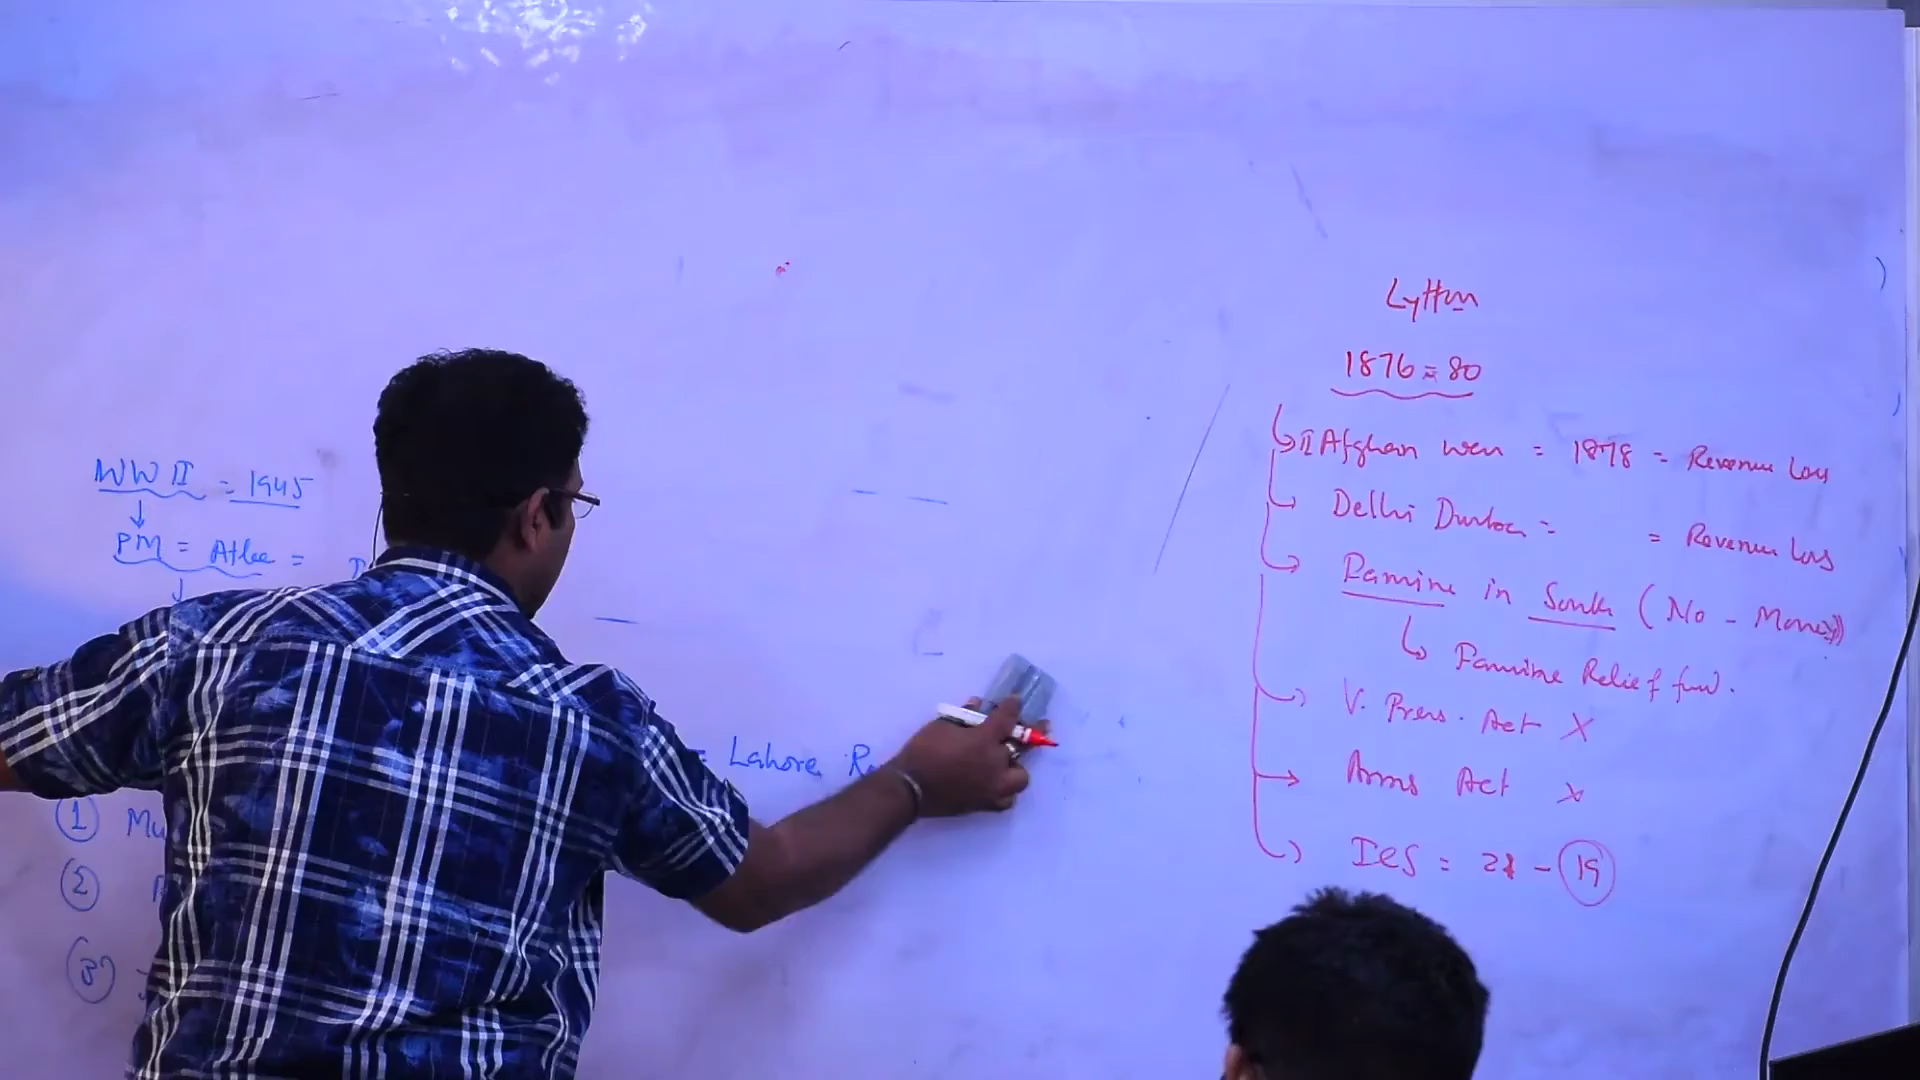 WW II = 1945
PM = Atlee =
= Lahore
① Mu
②
③
Lytton
1876 = 80
II Afghan war = 1878 = Revenue Loss
Delhi Durbar = = Revenue Loss
Famine in South (No - Money)
Famine Relief fund.
V. Press. Act X
Arms Act X
ICS = 21 - 19